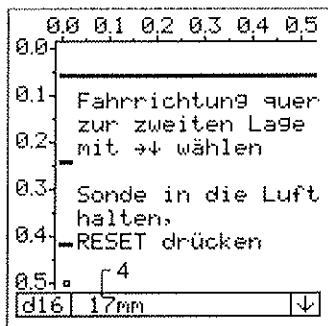 0.0 0.1 0.2 0.3 0.4 0.5
0.0
0.1
Fahrrichtung quer
zur zweiten Lage
0.2
mit →↓ wählen
0.3
Sonde in die Luft
halten,
0.4
RESET drücken
0.5
4
d16 17mm ↓